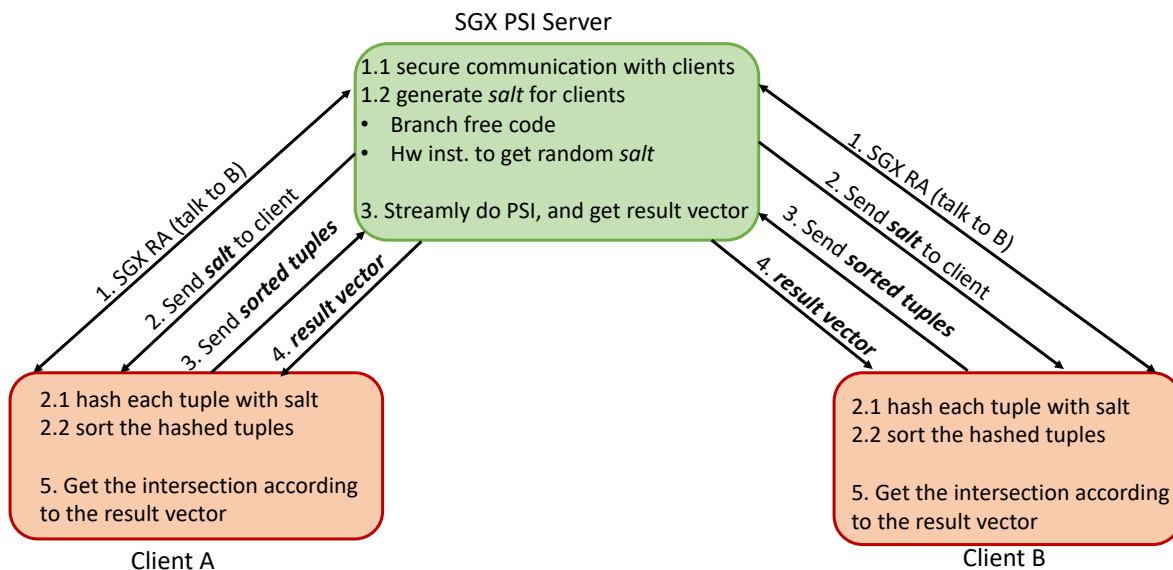 SGX PSI Server
1.1 secure communication with clients
1.2 generate salt for clients
• Branch free code
• Hw inst. to get random salt
3. Streamly do PSI, and get result vector
1. SGX RA (talk to B)
2. Send salt to client
3. Send sorted tuples
4. result vector
1. SGX RA (talk to B)
2. Send salt to client
3. Send sorted tuples
4. result vector
2.1 hash each tuple with salt
2.2 sort the hashed tuples
5. Get the intersection according
to the result vector
Client A
2.1 hash each tuple with salt
2.2 sort the hashed tuples
5. Get the intersection according
to the result vector
Client B